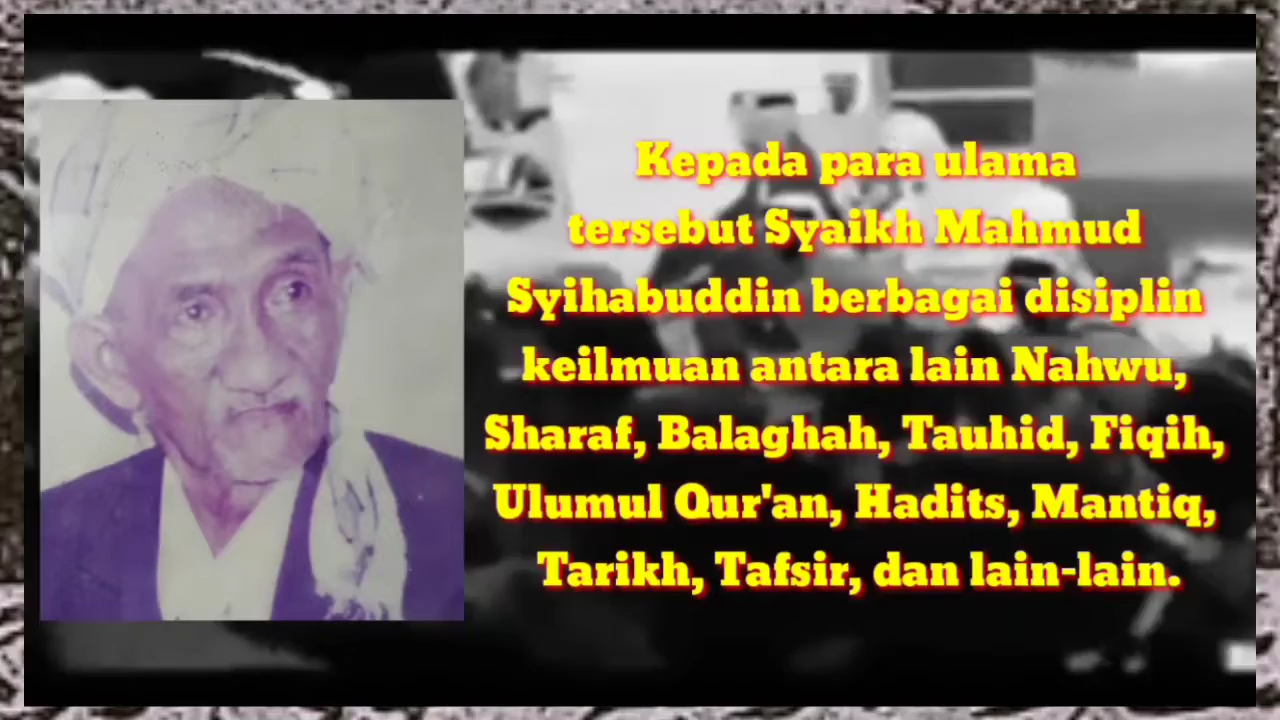 Kepada para ulama
tersebut Syaikh Mahmud
Syihabuddin berbagai disiplin
keilmuan antara lain Nahwu,
Sharaf, Balaghah, Tauhid, Fiqih,
Ulumul Qur'an, Hadits, Mantiq,
Tarikh, Tafsir, dan lain-lain.